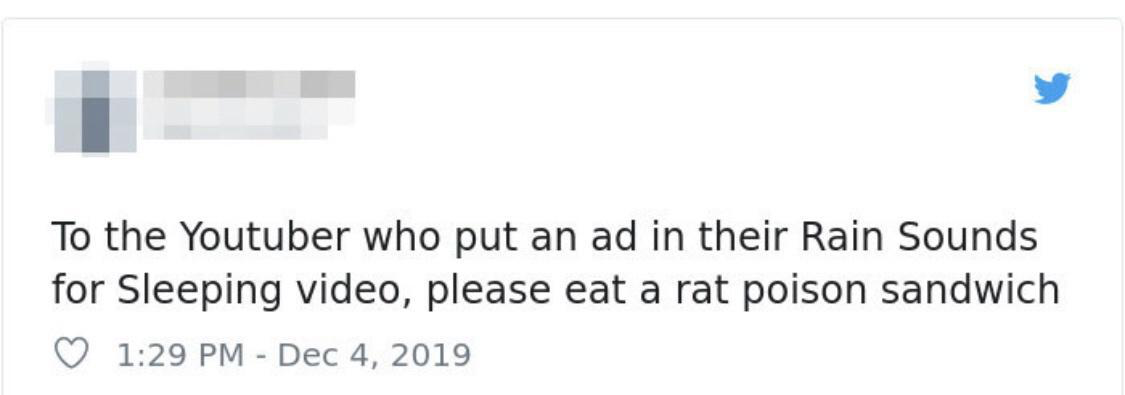 To the Youtuber who put an ad in their Rain Sounds
for Sleeping video, please eat a rat poison sandwich
1:29 PM - Dec 4, 2019